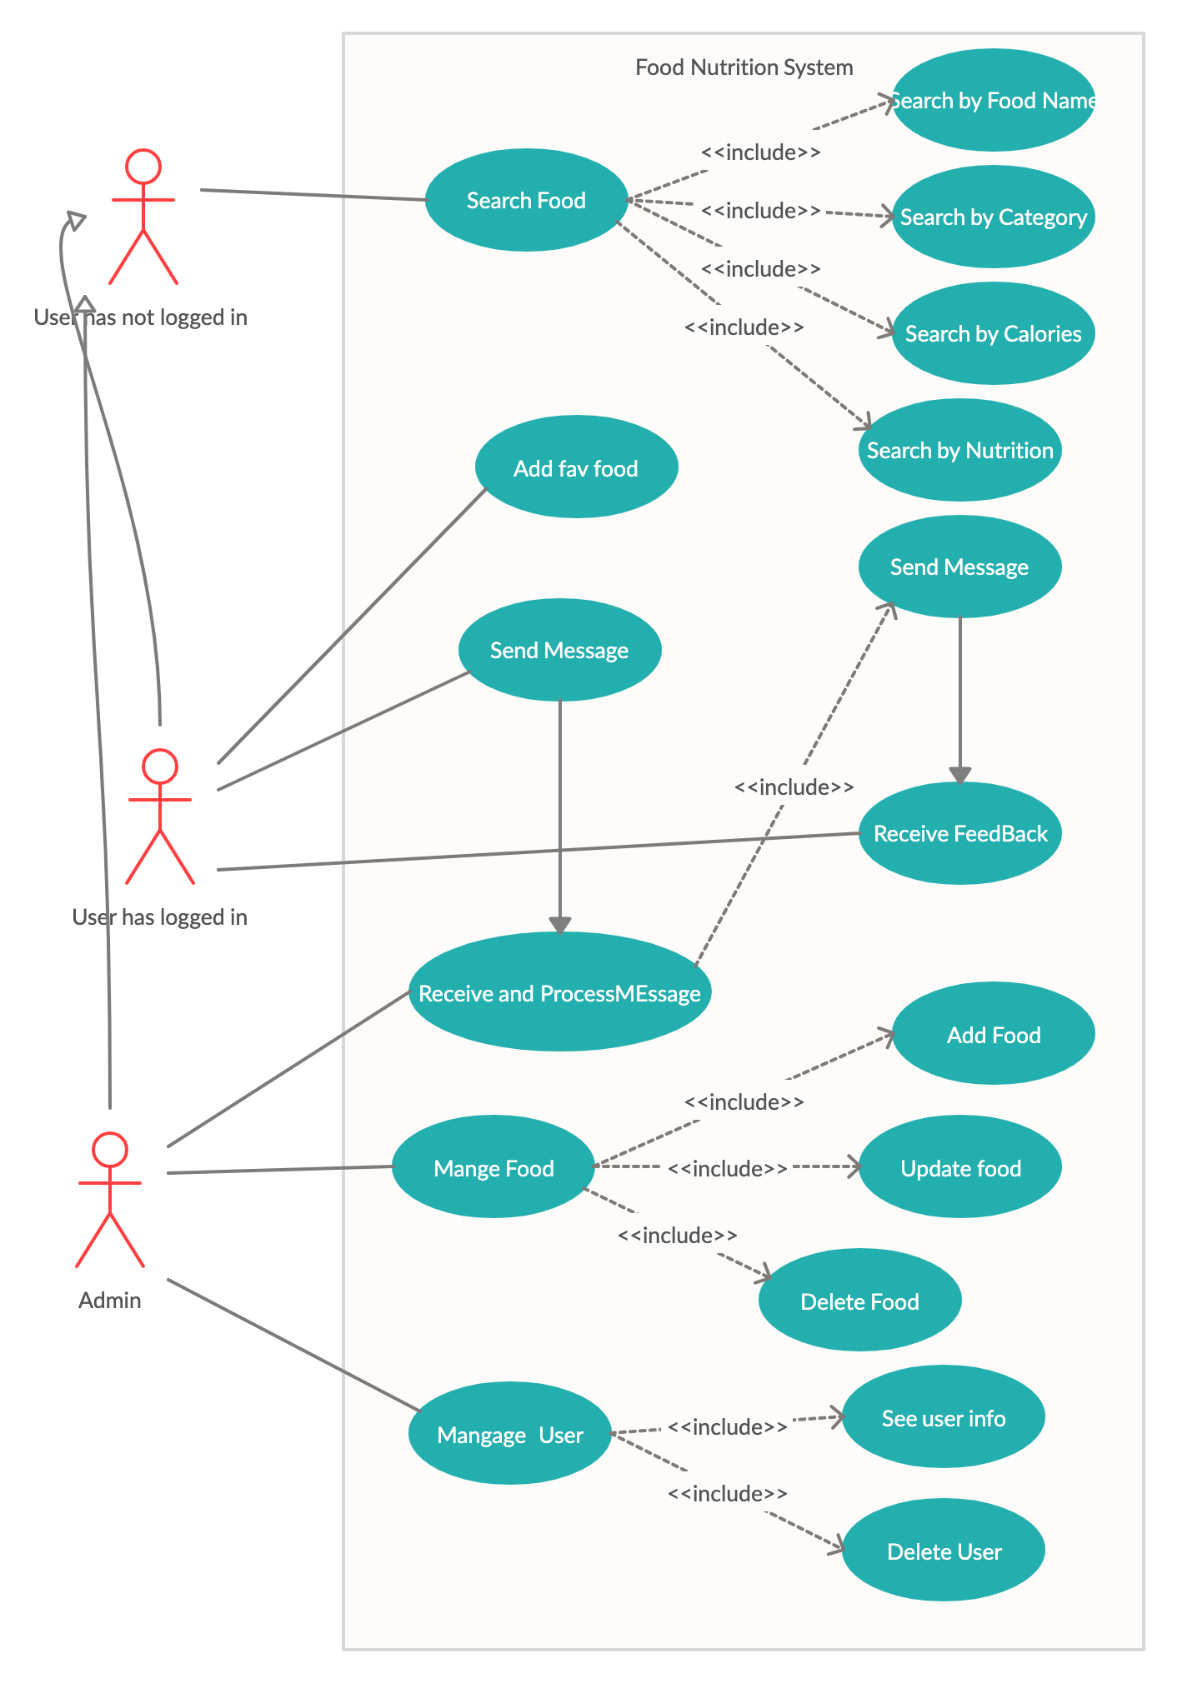 Food Nutrition System
Search by Food Name
<<include>>
Search Food
<<include>>
Search by Category
<<include>>
User has not logged in
<<include>>
Search by Calories
Add fav food
Search by Nutrition
Send Message
Send Message
<<include>>
Receive FeedBack
User has logged in
Receive and ProcessMEssage
Add Food
<<include>>
Mange Food
<<include>>
Update food
<<include>>
Admin
Delete Food
See user info
<<include>>
Mangage User
<<include>>
Delete User